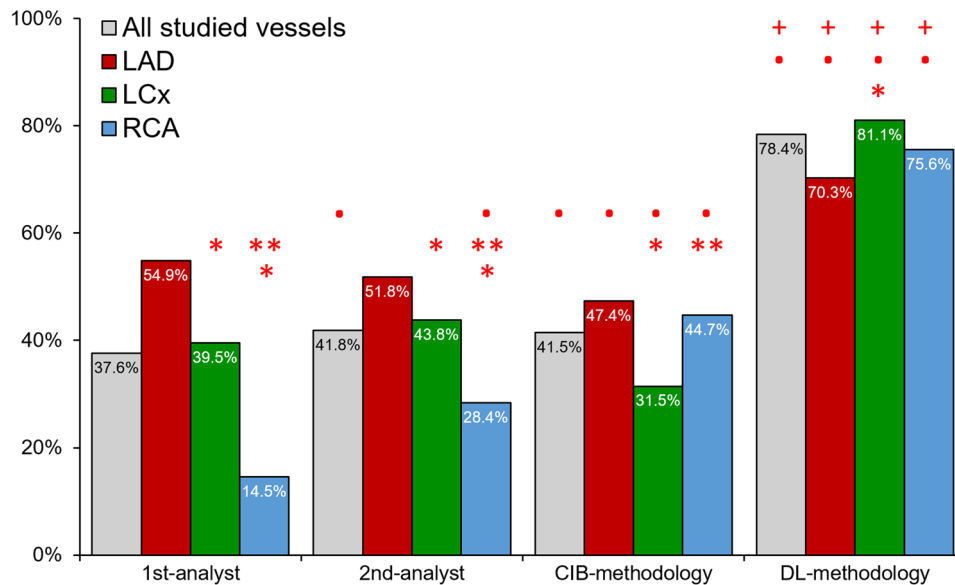 100%
80%
60%
40%
20%
0%
All studied vessels
LAD
LCx
RCA
+ + + +
*
* **
*
* **
*
* **
37.6% 54.9% 39.5% 14.5%
41.8% 51.8% 43.8% 28.4%
41.5% 47.4% 31.5% 44.7%
78.4% 70.3% 81.1% 75.6%
1st-analyst 2nd-analyst CIB-methodology DL-methodology